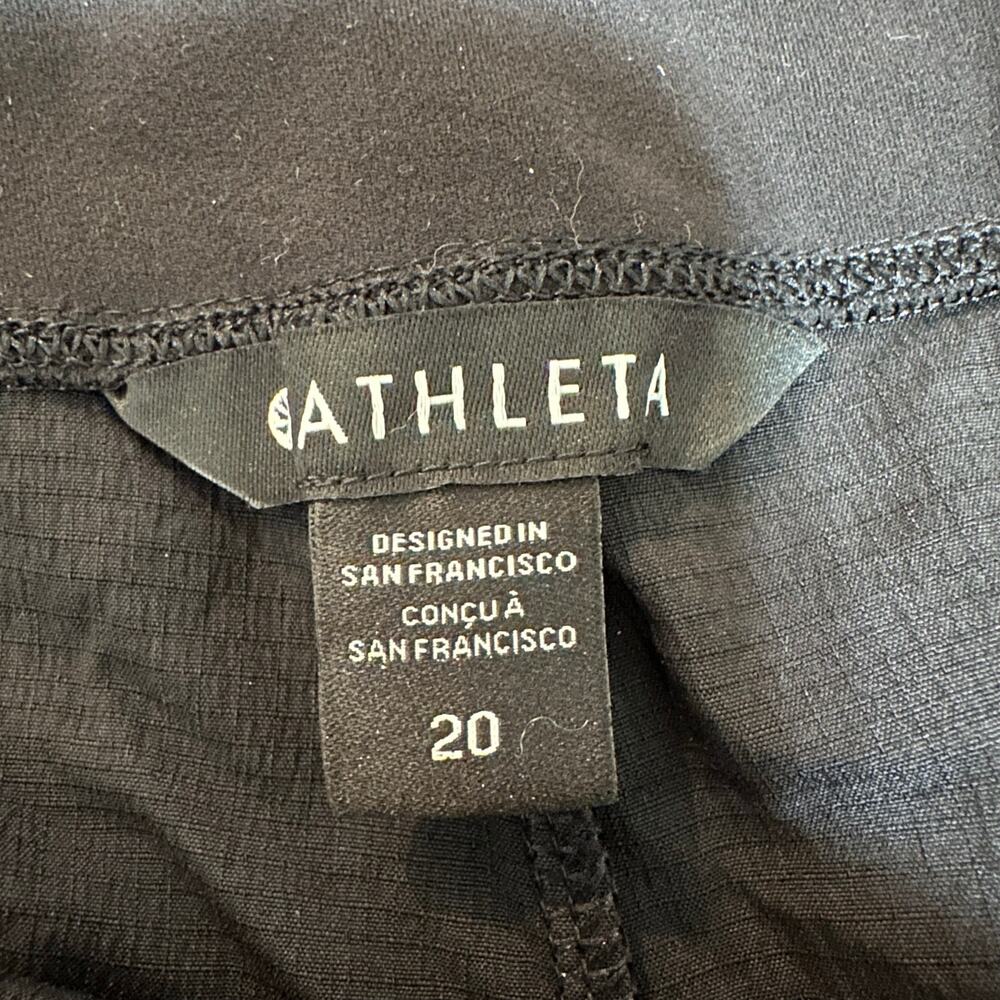 ATHLETA
DESIGNED IN
SAN FRANCISCO
CONÇU À
SAN FRANCISCO
20